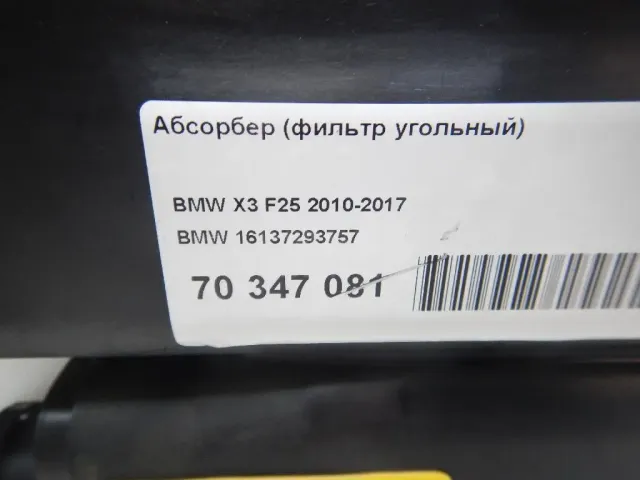 Абсорбер (фильтр угольный)
BMW X3 F25 2010-2017
BMW 16137293757
70 347 081